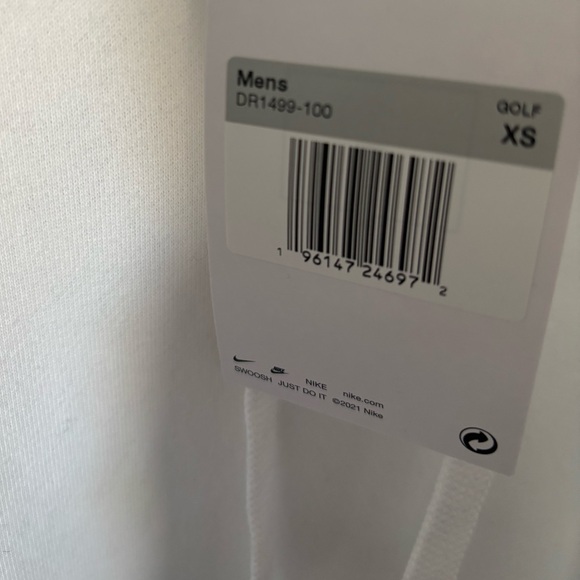 Mens
DR1499-100
GOLF
XS
1 96147 24697 2
NIKE nike.com
SWOOSH JUST DO IT ©2021 Nike